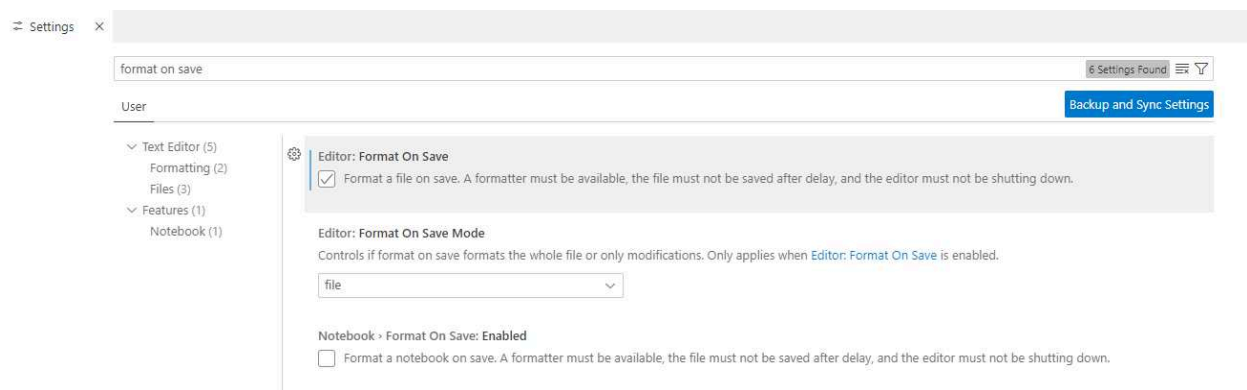 Settings
format on save
6 Settings Found
User
Backup and Sync Settings
Text Editor (5)
Formatting (2)
Files (3)
Features (1)
Notebook (1)
Editor: Format On Save
Format a file on save. A formatter must be available, the file must not be saved after delay, and the editor must not be shutting down.
Editor: Format On Save Mode
Controls if format on save formats the whole file or only modifications. Only applies when Editor: Format On Save is enabled.
file
Notebook › Format On Save: Enabled
Format a notebook on save. A formatter must be available, the file must not be saved after delay, and the editor must not be shutting down.